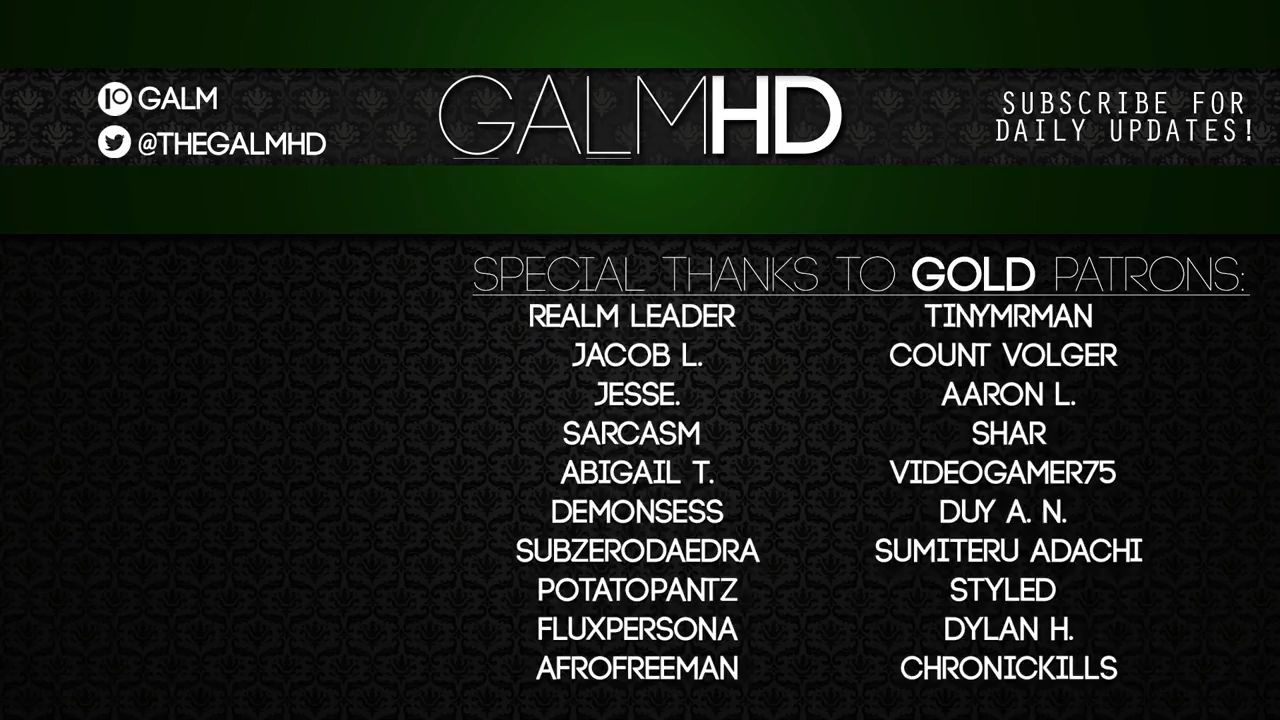 GALM
@THEGALMHD
GALMHD
SUBSCRIBE FOR
DAILY UPDATES!
SPECIAL THANKS TO GOLD PATRONS:
REALM LEADER
JACOB L.
JESSE.
SARCASM
ABIGAIL T.
DEMONSESS
SUBZERODAEDRA
POTATOPANTZ
FLUXPERSONA
AFROFREEMAN
TINYMRMAN
COUNT VOLGER
AARON L.
SHAR
VIDEOGAMER75
DUY A. N.
SUMITERU ADACHI
STYLED
DYLAN H.
CHRONICKILLS